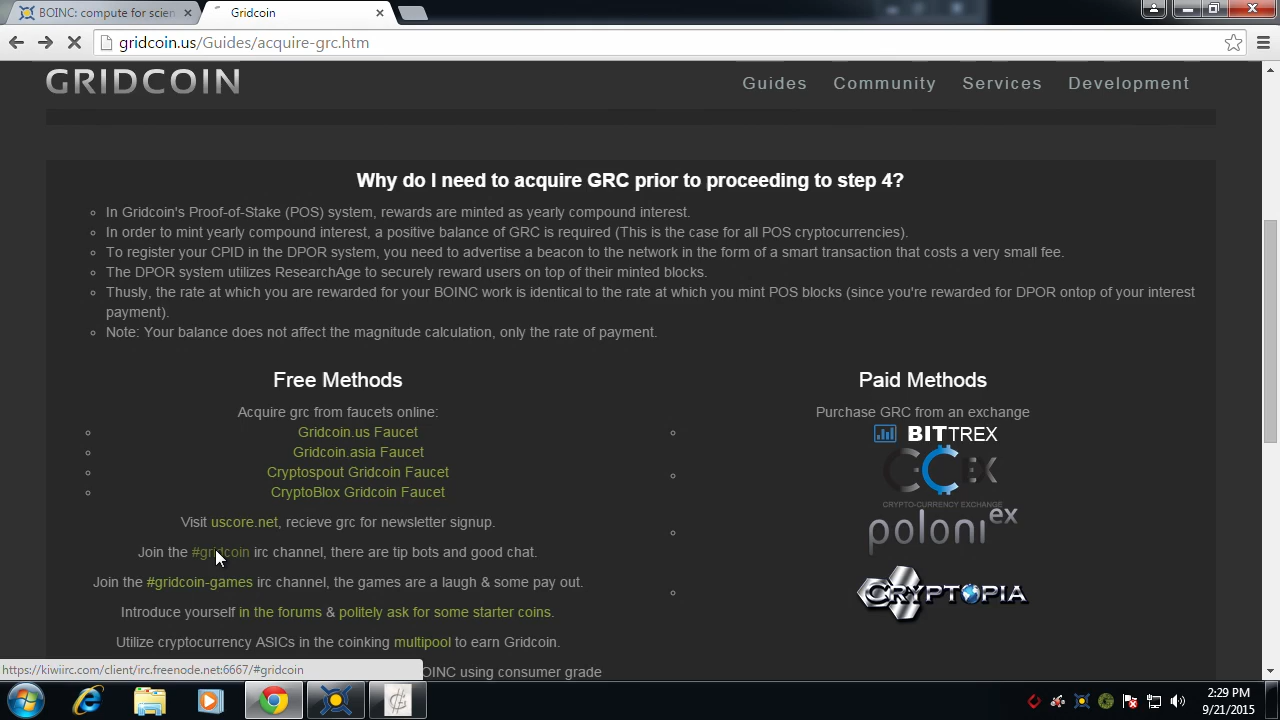 BOINC: compute for scien
Gridcoin
gridcoin.us/Guides/acquire-grc.htm
GRIDCOIN
Guides Community Services Development
Why do I need to acquire GRC prior to proceeding to step 4?
In Gridcoin's Proof-of-Stake (POS) system, rewards are minted as yearly compound interest.
In order to mint yearly compound interest, a positive balance of GRC is required (This is the case for all POS cryptocurrencies).
To register your CPID in the DPOR system, you need to advertise a beacon to the network in the form of a smart transaction that costs a very small fee.
The DPOR system utilizes ResearchAge to securely reward users on top of their minted blocks.
Thusly, the rate at which you are rewarded for your BOINC work is identical to the rate at which you mint POS blocks (since you're rewarded for DPOR ontop of your interest
payment).
Note: Your balance does not affect the magnitude calculation, only the rate of payment.
Free Methods
Acquire grc from faucets online:
Gridcoin.us Faucet
Gridcoin.asia Faucet
Cryptospout Gridcoin Faucet
CryptoBlox Gridcoin Faucet
Visit uscore.net, recieve grc for newsletter signup.
Join the #gridcoin irc channel, there are tip bots and good chat.
Join the #gridcoin-games irc channel, the games are a laugh & some pay out.
Introduce yourself in the forums & politely ask for some starter coins.
Utilize cryptocurrency ASICs in the coinking multipool to earn Gridcoin.
OINC using consumer grade
Paid Methods
Purchase GRC from an exchange
BITTREX
C-CEX
CRYPTO-CURRENCY EXCHANGE
poloniex
CRYPTOPIA
https://kiwiirc.com/client/irc.freenode.net:6667/#gridcoin
2:29 PM
9/21/2015